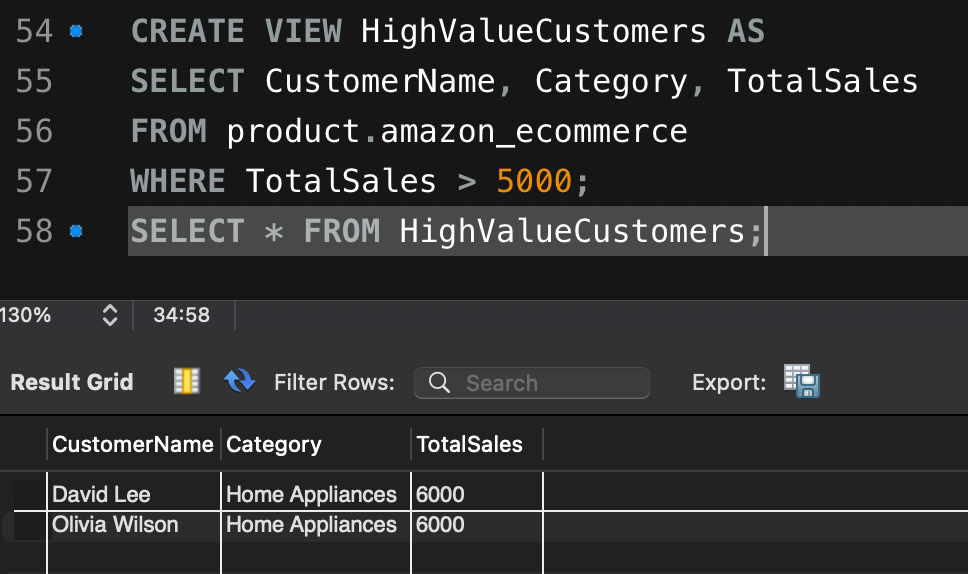 54 CREATE VIEW HighValueCustomers AS
55 SELECT CustomerName, Category, TotalSales
56 FROM product.amazon_ecommerce
57 WHERE TotalSales > 5000;
58 SELECT * FROM HighValueCustomers;
130% 34:58
Result Grid Filter Rows: Search Export:
CustomerName Category TotalSales
David Lee Home Appliances 6000
Olivia Wilson Home Appliances 6000